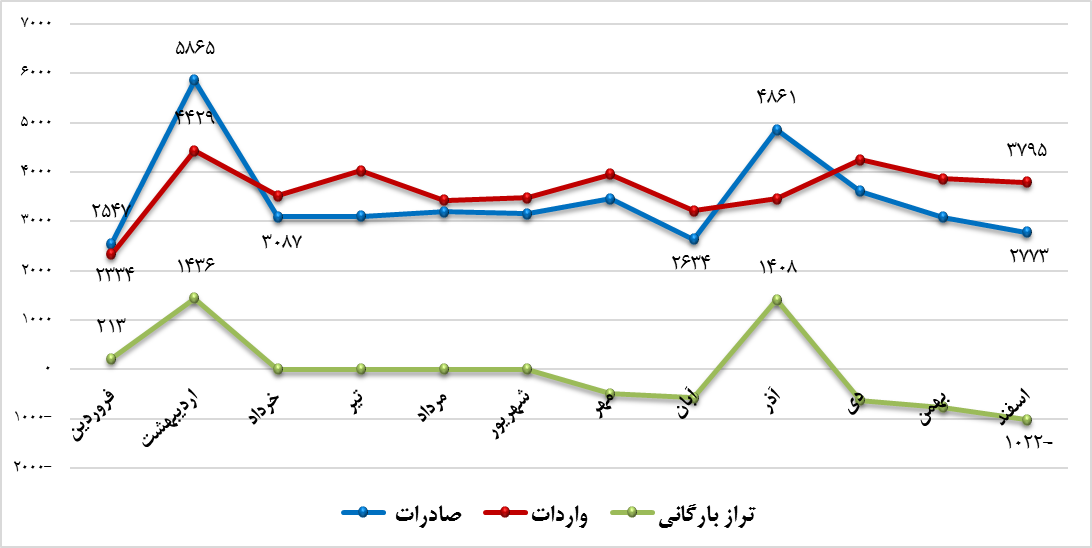 ۷۰۰۰
۶۰۰۰
۵۰۰۰
۴۰۰۰
۳۰۰۰
۲۰۰۰
۱۰۰۰
۰
-۱۰۰۰
-۲۰۰۰
۵۸۶۵
۴۴۲۹
۴۸۶۱
۳۷۹۵
۲۵۴۷
۲۳۳۴
۳۰۸۷
۲۶۳۴
۲۷۷۳
۱۴۳۶
۱۴۰۸
۲۱۳
-۱۰۲۲
فروردین
اردیبهشت
خرداد
تیر
مرداد
شهریور
مهر
آبان
آذر
دی
بهمن
اسفند
صادرات
واردات
تراز بارگانی